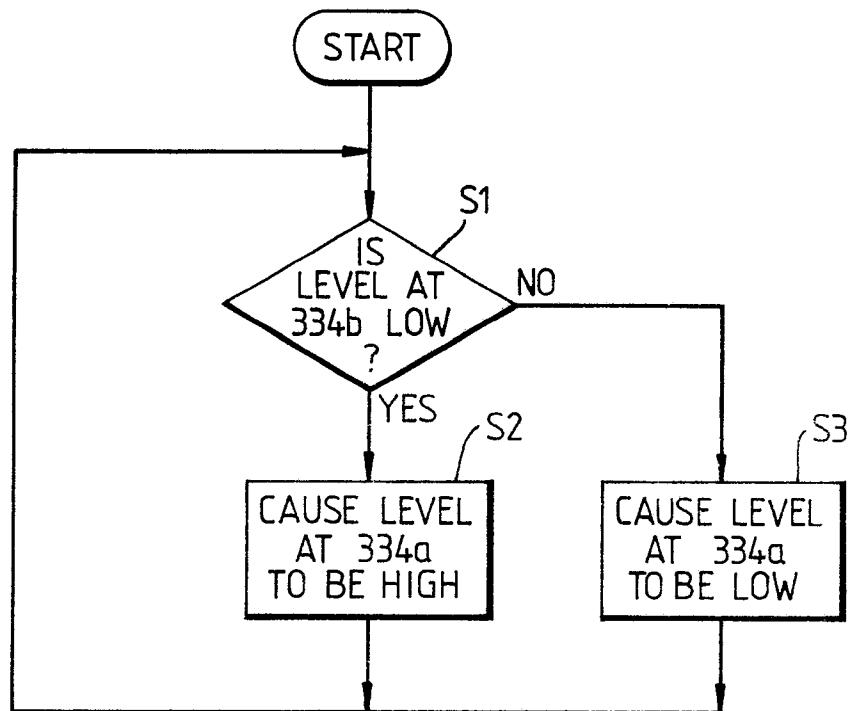 START
S1
IS
LEVEL AT
334b LOW
?
NO
YES
S2
CAUSE LEVEL
AT 334a
TO BE HIGH
S3
CAUSE LEVEL
AT 334a
TO BE LOW